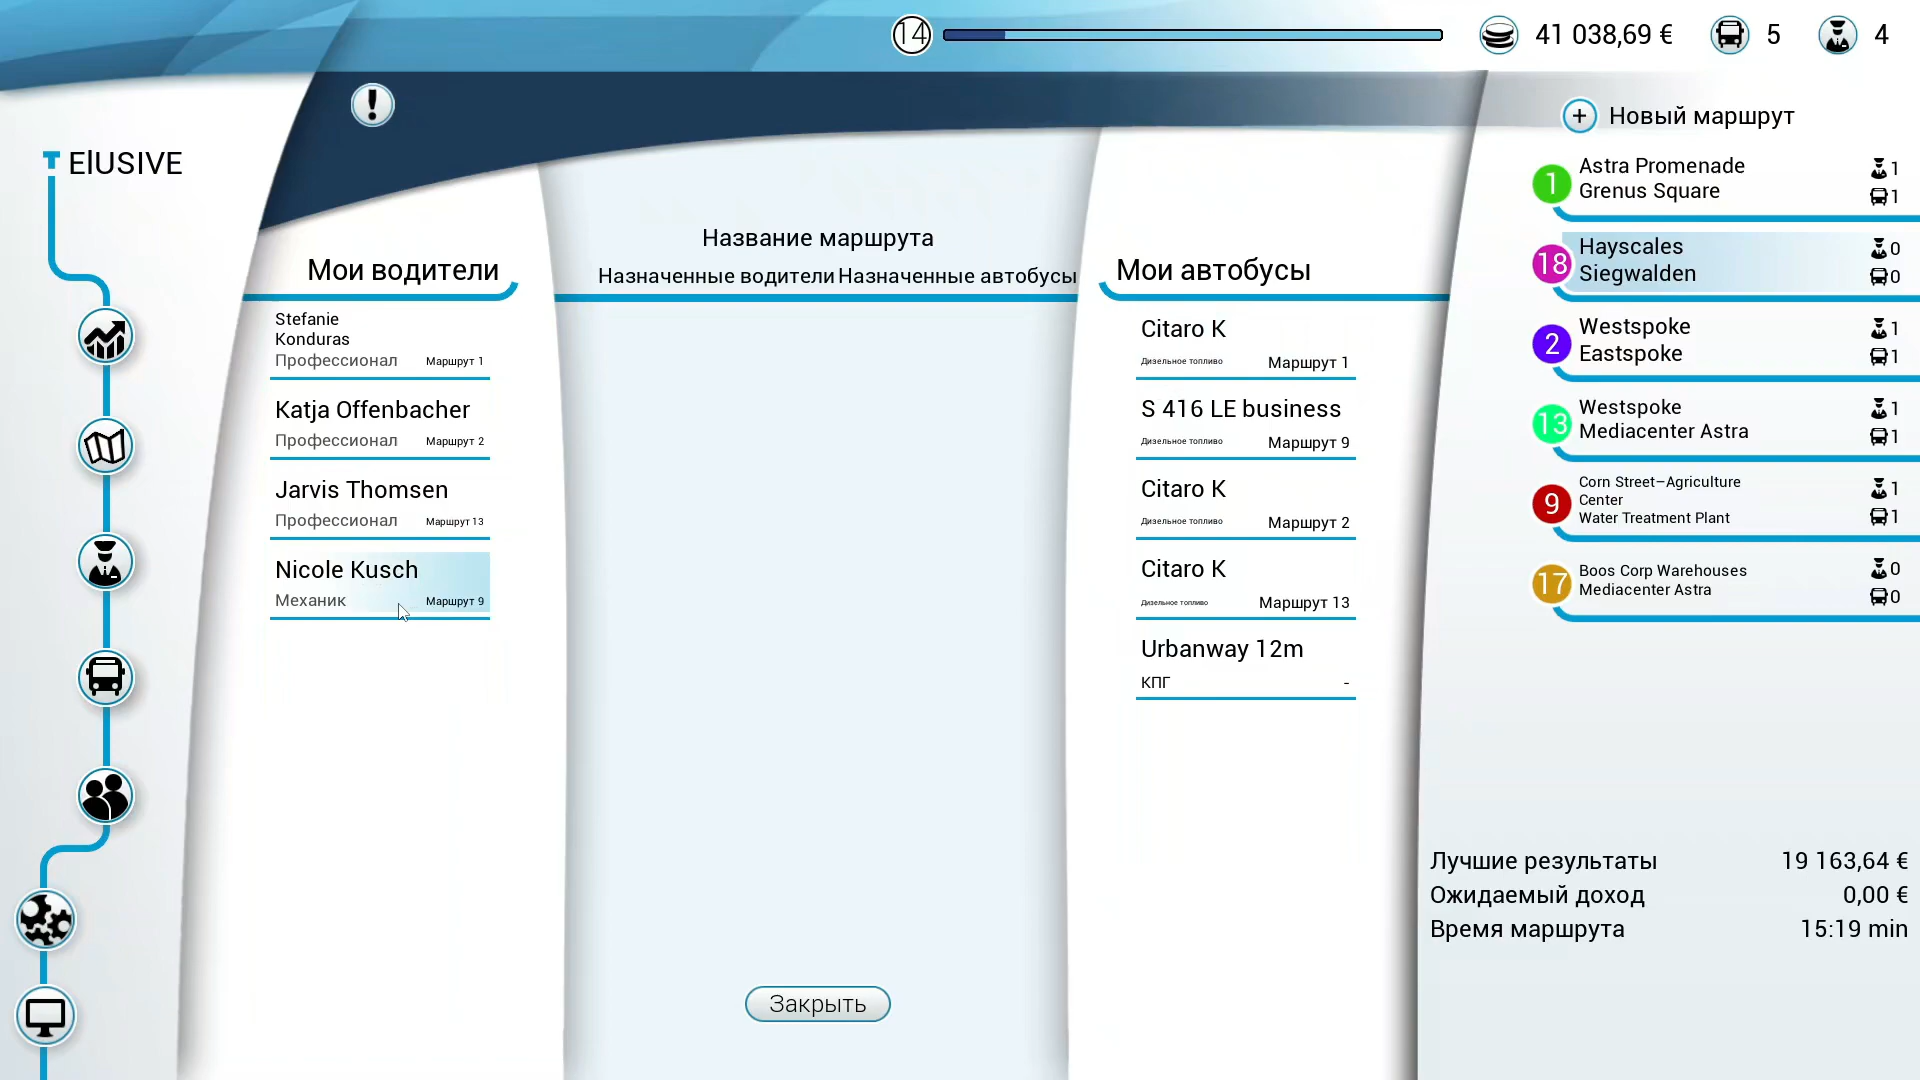 14
41 038,69 €
5
4
ElUSIVE
Мои водители
Stefanie
Konduras
Профессионал
Маршрут 1
Katja Offenbacher
Профессионал
Маршрут 2
Jarvis Thomsen
Профессионал
Маршрут 13
Nicole Kusch
Механик
Маршрут 9
Название маршрута
Назначенные водители Назначенные автобусы
Закрыть
Мои автобусы
Citaro K
Дизельное топливо
Маршрут 1
S 416 LE business
Дизельное топливо
Маршрут 9
Citaro K
Дизельное топливо
Маршрут 2
Citaro K
Дизельное топливо
Маршрут 13
Urbanway 12m
КПГ
-
+ Новый маршрут
1
Astra Promenade
Grenus Square
1
1
18
Hayscales
Siegwalden
0
0
2
Westspoke
Eastspoke
1
1
13
Westspoke
Mediacenter Astra
1
1
9
Corn Street–Agriculture
Center
Water Treatment Plant
1
1
17
Boos Corp Warehouses
Mediacenter Astra
0
0
Лучшие результаты 19 163,64 €
Ожидаемый доход 0,00 €
Время маршрута 15:19 min